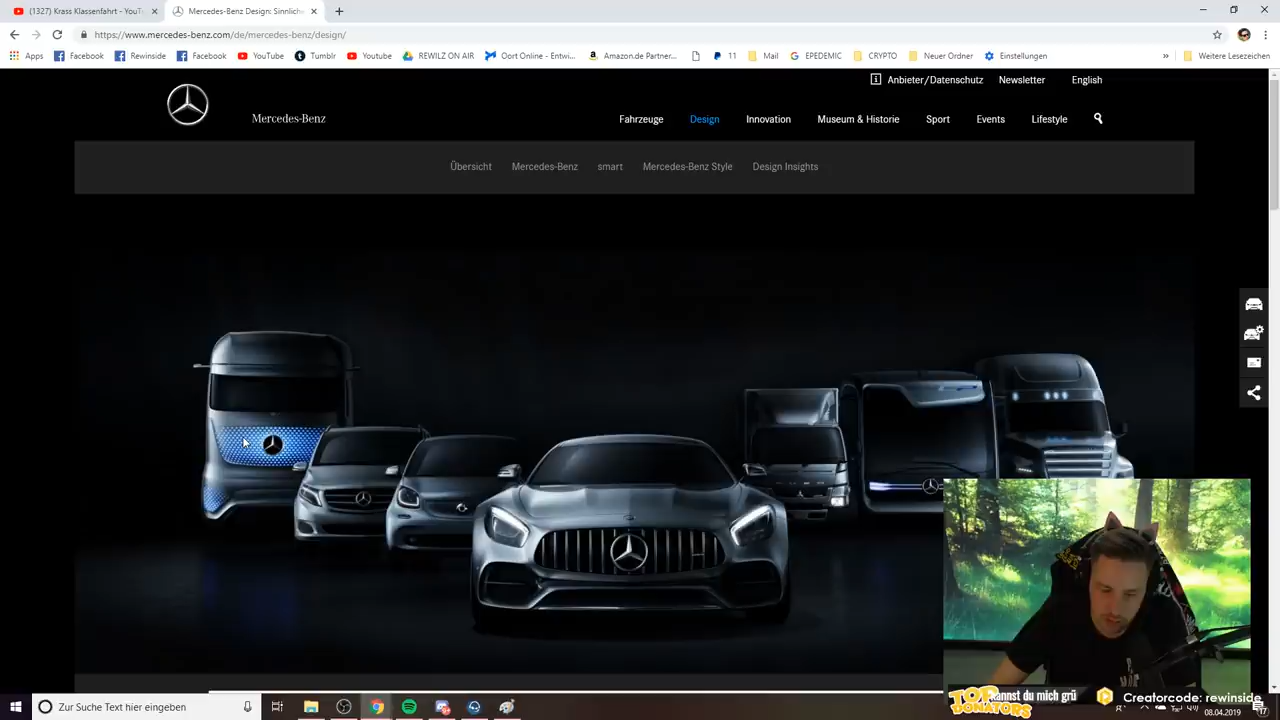 (1327) Krass Klassenfahrt - YouT
Mercedes-Benz Design: Sinnliche
https://www.mercedes-benz.com/de/mercedes-benz/design/
Apps Facebook Rewinside Facebook YouTube Tumblr Youtube REWILZ ON AIR Oort Online - Entwi... Amazon.de Partner... 11 Mail EPEDEMIC CRYPTO Neuer Ordner Einstellungen » Weitere Lesezeichen
Anbieter/Datenschutz Newsletter English
Mercedes-Benz
Fahrzeuge Design Innovation Museum & Historie Sport Events Lifestyle
Übersicht Mercedes-Benz smart Mercedes-Benz Style Design Insights
kannst du mich grü
TOP DONATORS
Creatorcode: rewinside
Zur Suche Text hier eingeben
08.04.2019
17